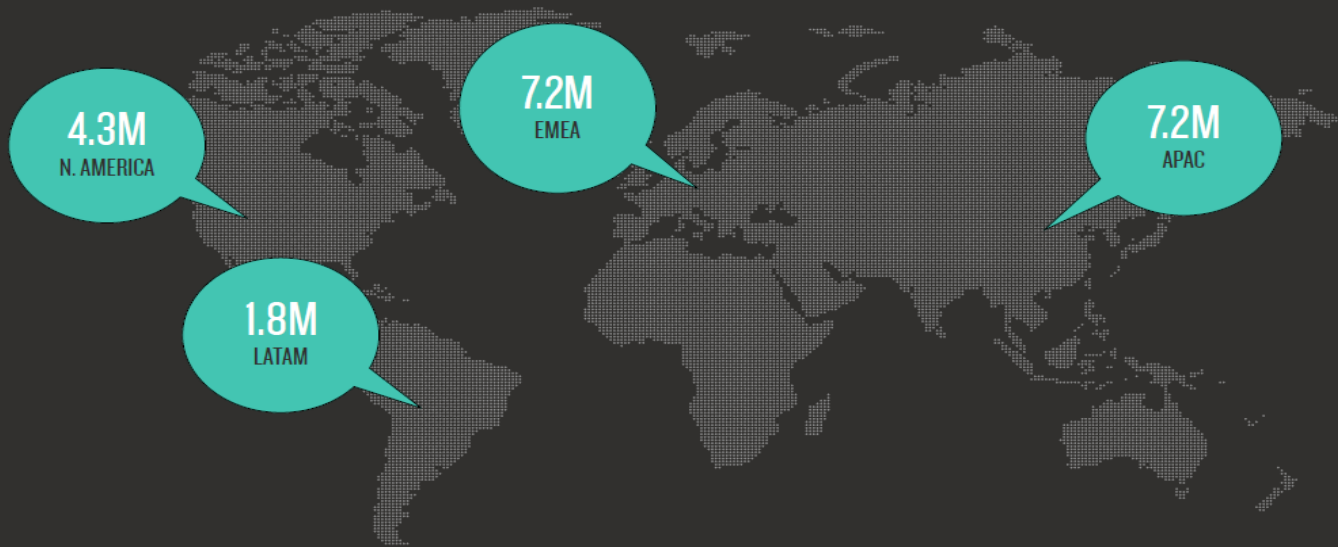 4.3M
N. AMERICA
7.2M
EMEA
7.2M
APAC
1.8M
LATAM